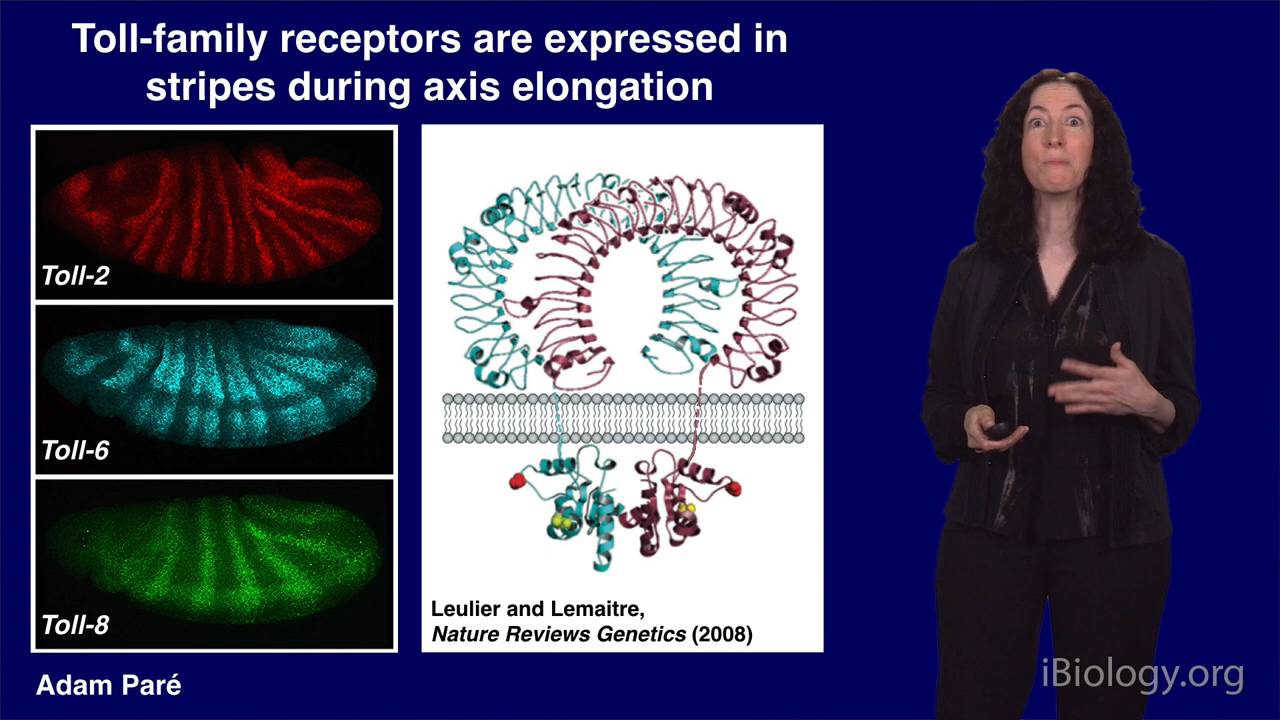 Toll-family receptors are expressed in
stripes during axis elongation
Toll-2
Toll-6
Toll-8
Leulier and Lemaitre,
Nature Reviews Genetics (2008)
Adam Paré
iBiology.org